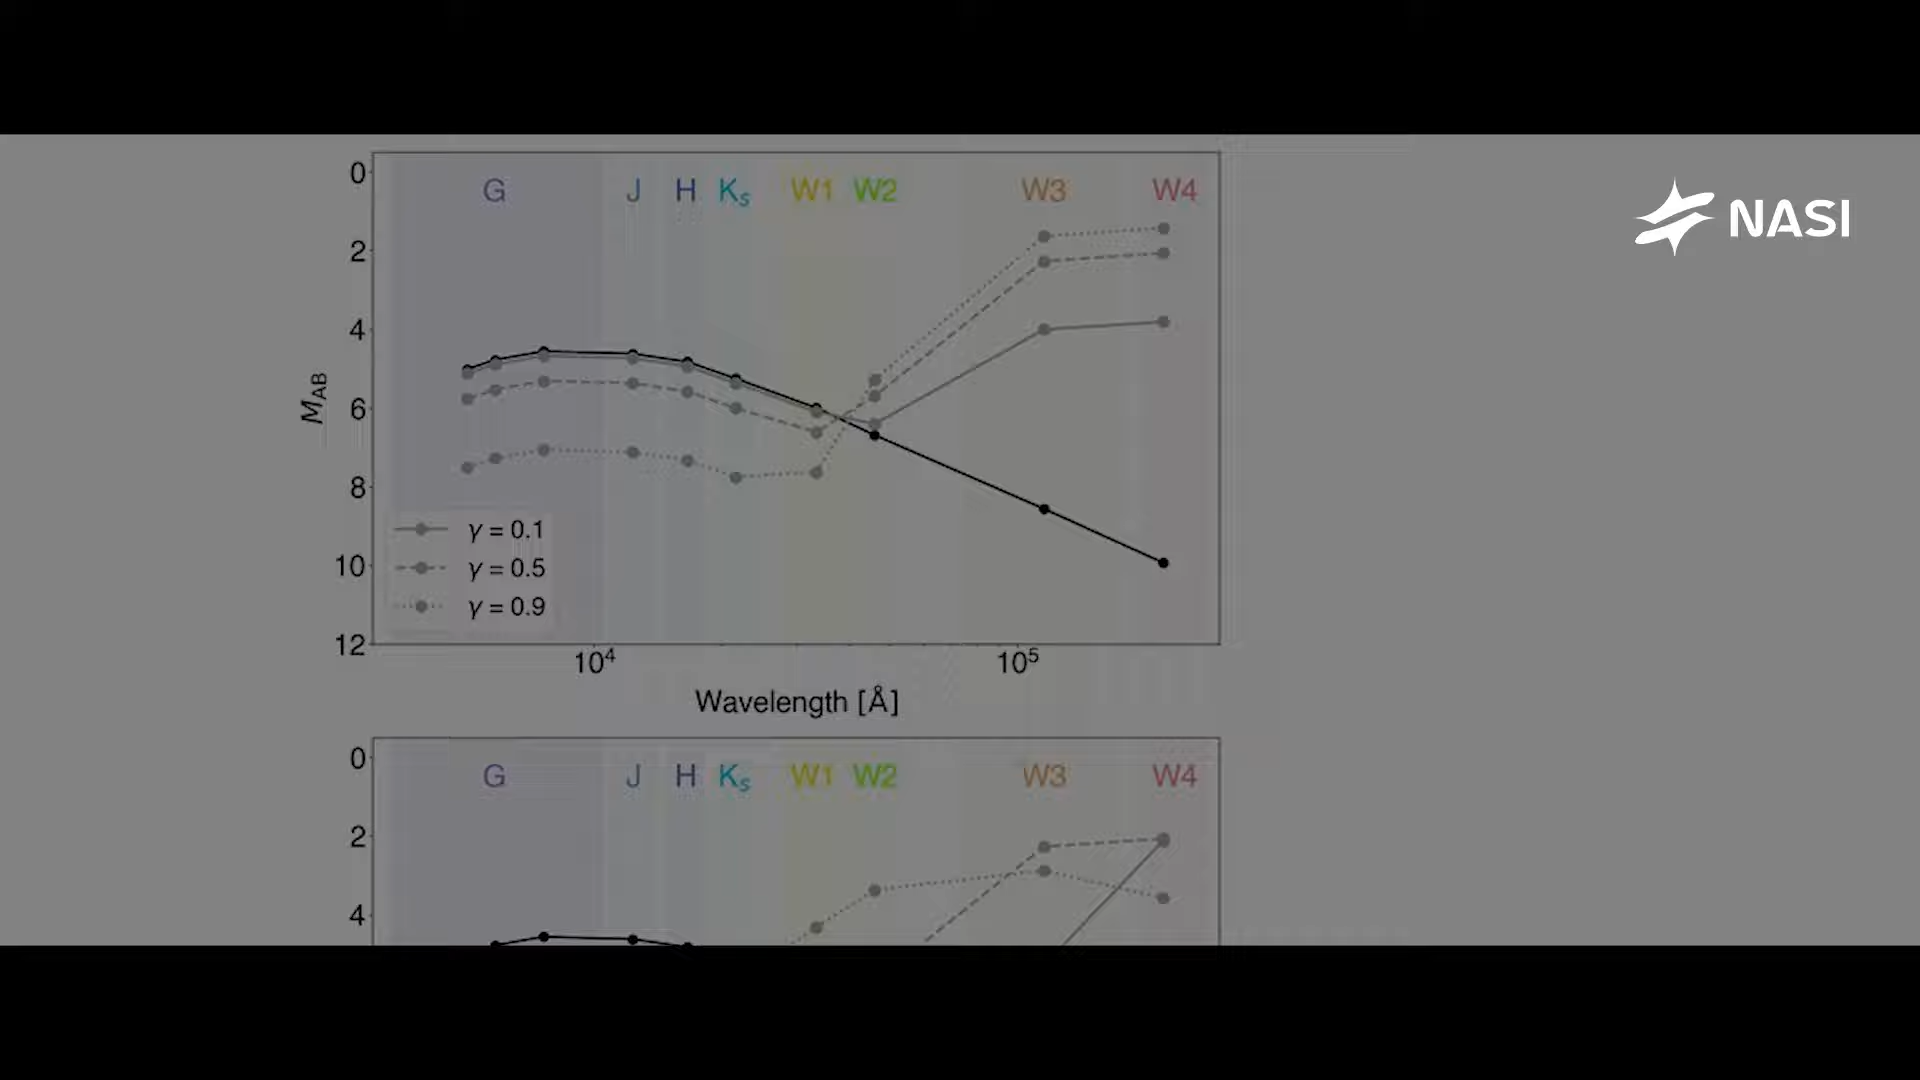 0 G J H Ks W1 W2 W3 W4
NASI
2
4
MAB
6
8
γ = 0.1
10 γ = 0.5
γ = 0.9
12
10⁴ 10⁵
Wavelength [Å]
0 G J H Ks W1 W2 W3 W4
2
4